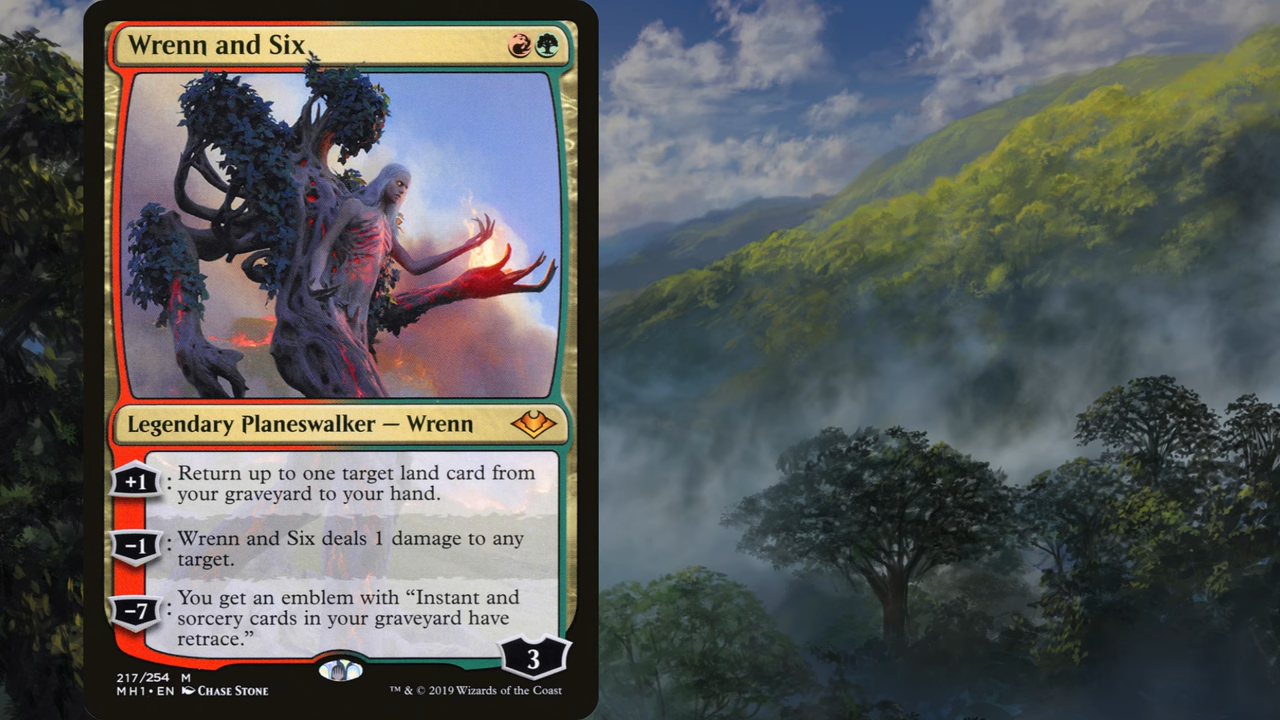 Wrenn and Six
Legendary Planeswalker — Wrenn
+1: Return up to one target land card from
your graveyard to your hand.
−1: Wrenn and Six deals 1 damage to any
target.
−7: You get an emblem with “Instant and
sorcery cards in your graveyard have
retrace.”
3
217/254 M
MH1 • EN Chase Stone
™ & © 2019 Wizards of the Coast